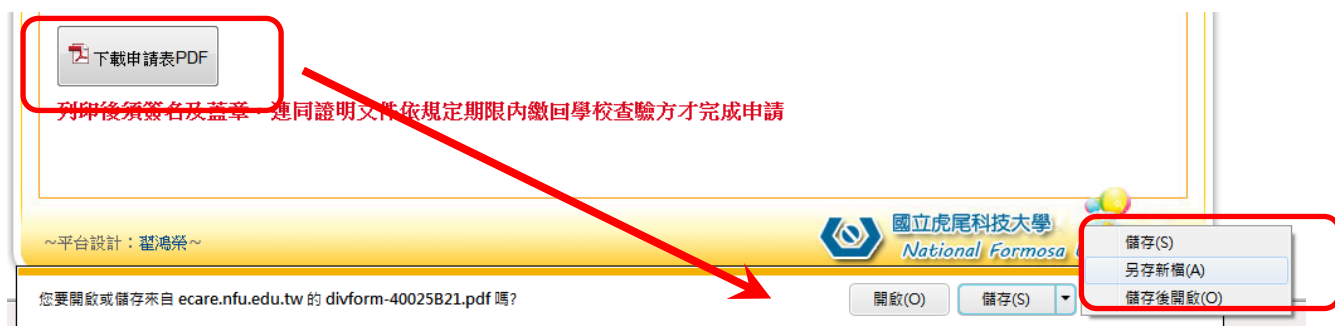 下載申請表PDF
列印後須簽名及蓋章，連同證明文件依規定期限內繳回學校查驗方才完成申請
~平台設計：翟鴻榮~
國立虎尾科技大學
National Formosa
儲存(S)
另存新檔(A)
儲存後開啟(O)
您要開啟或儲存來自 ecare.nfu.edu.tw 的 divform-40025B21.pdf 嗎?
開啟(O)
儲存(S)